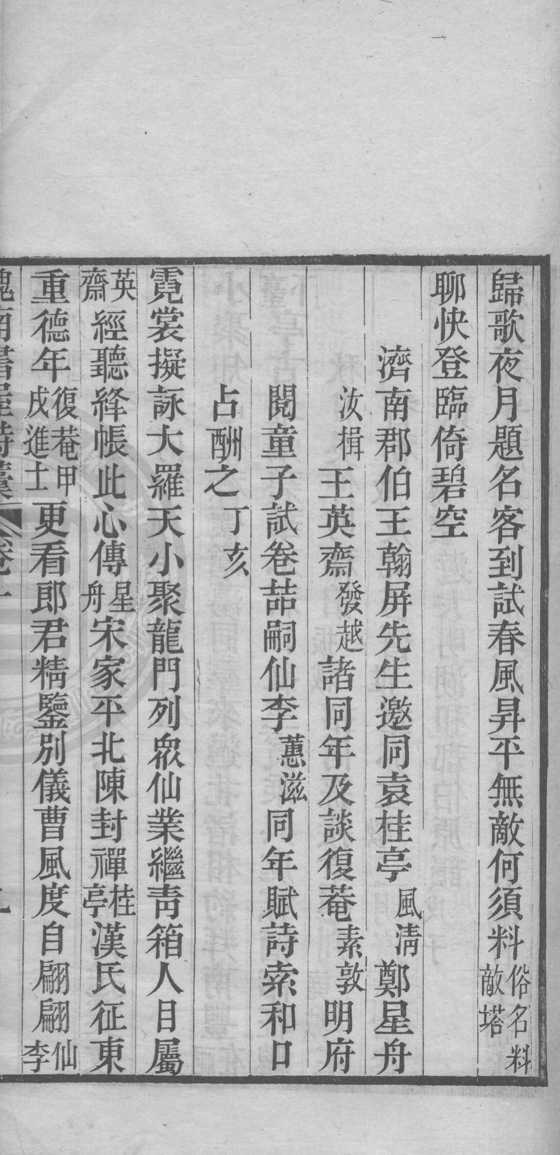 歸歌夜月題名客到試春風昇平無敵何須料俗名料敵塔
聊快登臨倚碧空
濟南郡伯王翰屏先生邀同袁桂亭風清鄭星舟
汝楫王英齋發越諸同年及談復菴素敦明府
閱童子試卷喆嗣仙李蕙滋同年賦詩索和口
占酬之丁亥
霓裳擬詠大羅天小聚龍門列眾仙業繼青箱人目屬
英齋經聽絳帳此心傳星舟宋家平北陳封禪桂亭漢氏征東
重德年復菴甲戌進士更看郎君精鑒別儀曹風度自翩翩仙李